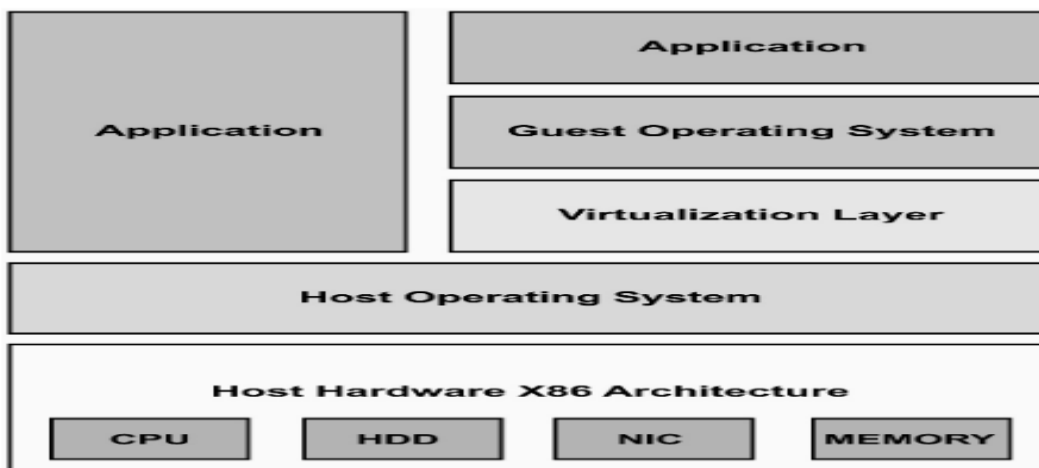 Application
Application
Guest Operating System
Virtualization Layer
Host Operating System
Host Hardware X86 Architecture
CPU HDD NIC MEMORY